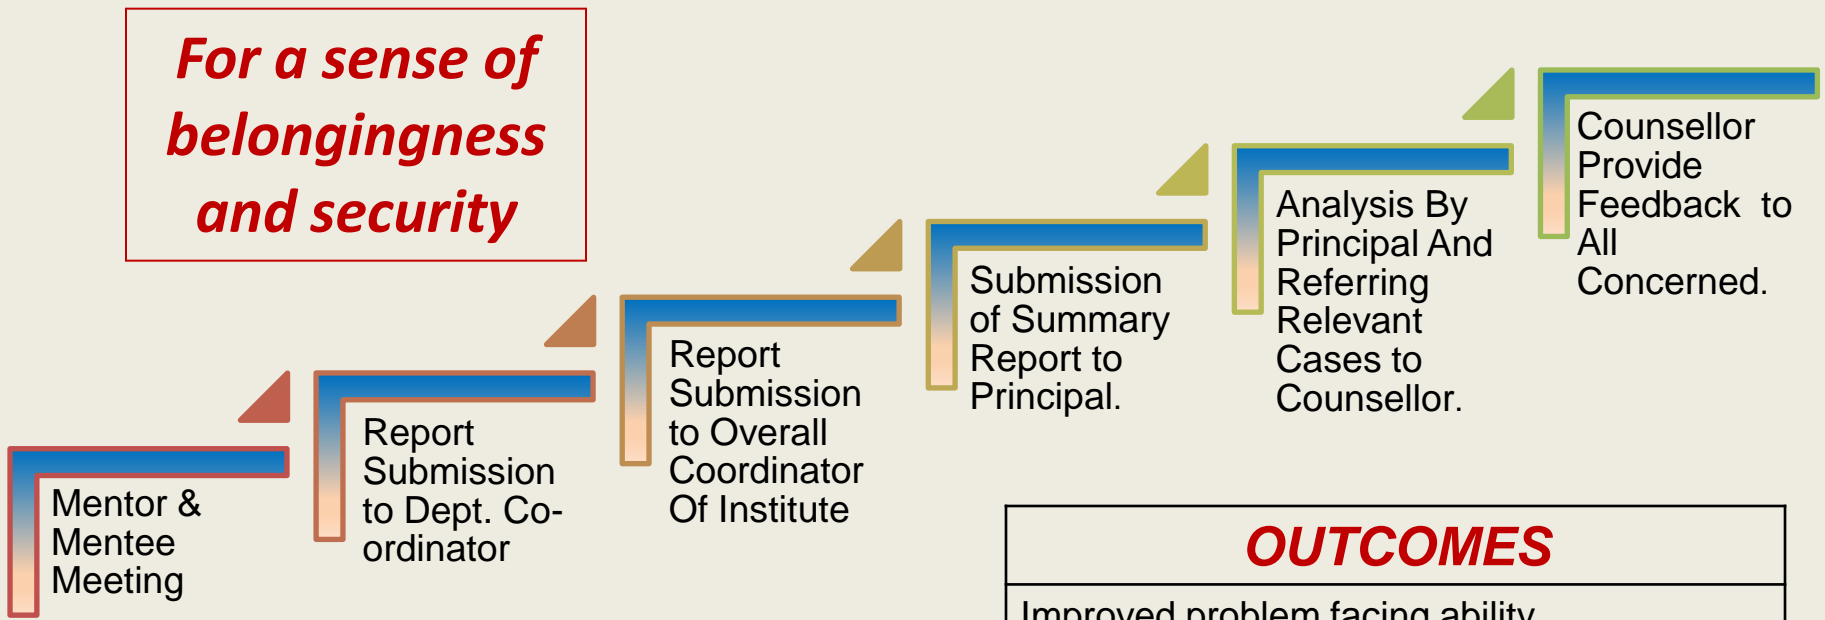 For a sense of
belongingness
and security
Mentor &
Mentee
Meeting
Report
Submission
to Dept. Co-
ordinator
Report
Submission
to Overall
Coordinator
Of Institute
Submission
of Summary
Report to
Principal.
Analysis By
Principal And
Referring
Relevant
Cases to
Counsellor.
Counsellor
Provide
Feedback to
All
Concerned.
OUTCOMES
Improved problem facing ability